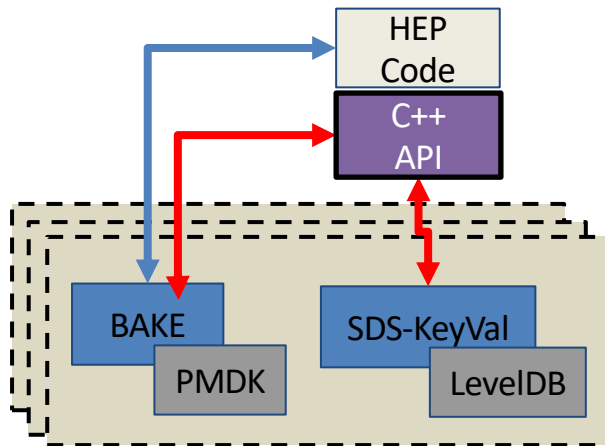 HEP
Code
C++
API
BAKE
PMDK
SDS-KeyVal
LevelDB